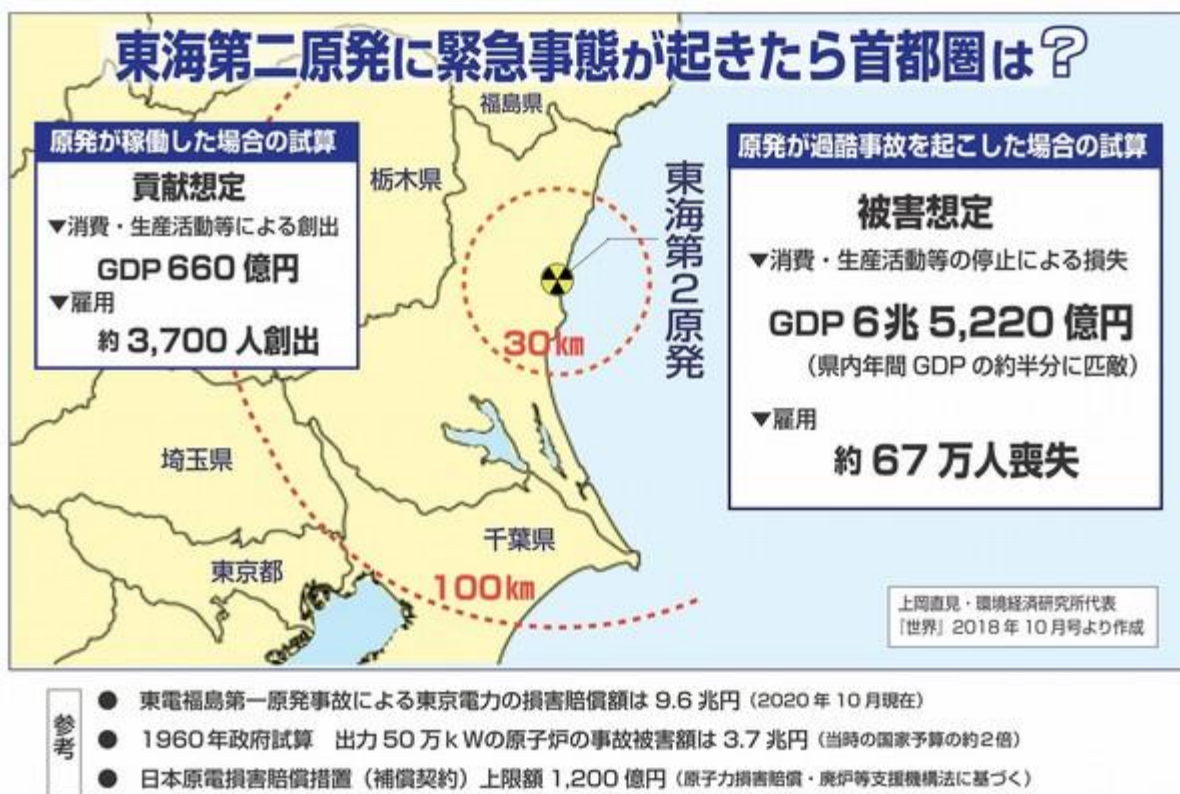 東海第二原発に緊急事態が起きたら首都圏は?
福島県
原発が稼働した場合の試算
貢献想定
▼消費・生産活動等による創出
GDP 660 億円
▼雇用
約 3,700 人創出
栃木県
東海第2原発
30㎞
原発が過酷事故を起こした場合の試算
被害想定
▼消費・生産活動等の停止による損失
GDP 6兆 5,220 億円
(県内年間 GDP の約半分に匹敵)
▼雇用
約 67 万人喪失
埼玉県
千葉県
東京都
100㎞
上岡直見・環境経済研究所代表
『世界』2018 年 10 月号より作成
参考
● 東電福島第一原発事故による東京電力の損害賠償額は 9.6 兆円(2020 年 10 月現在)
● 1960年政府試算 出力 50 万kWの原子炉の事故被害額は 3.7 兆円(当時の国家予算の約2倍)
● 日本原電損害賠償措置(補償契約)上限額 1,200 億円(原子力損害賠償・廃炉等支援機構法に基づく)